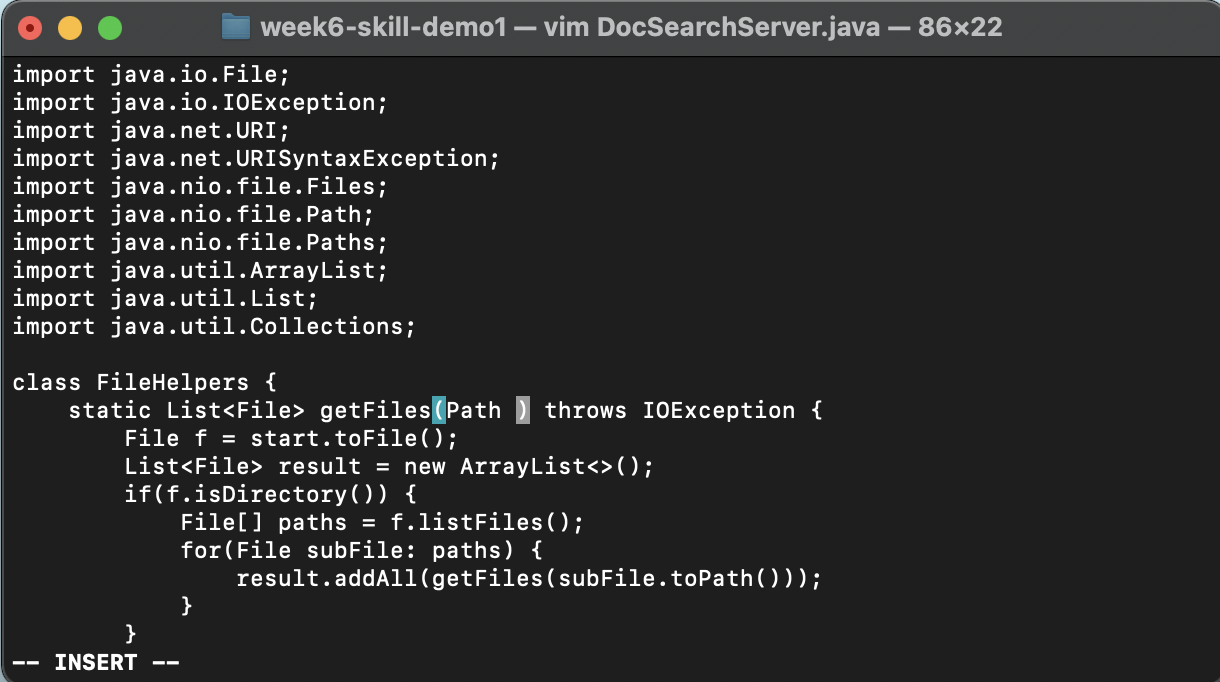 week6-skill-demo1 — vim DocSearchServer.java — 86×22
import java.io.File;
import java.io.IOException;
import java.net.URI;
import java.net.URISyntaxException;
import java.nio.file.Files;
import java.nio.file.Path;
import java.nio.file.Paths;
import java.util.ArrayList;
import java.util.List;
import java.util.Collections;

class FileHelpers {
    static List<File> getFiles(Path ) throws IOException {
        File f = start.toFile();
        List<File> result = new ArrayList<>();
        if(f.isDirectory()) {
            File[] paths = f.listFiles();
            for(File subFile: paths) {
                result.addAll(getFiles(subFile.toPath()));
            }
        }
-- INSERT --